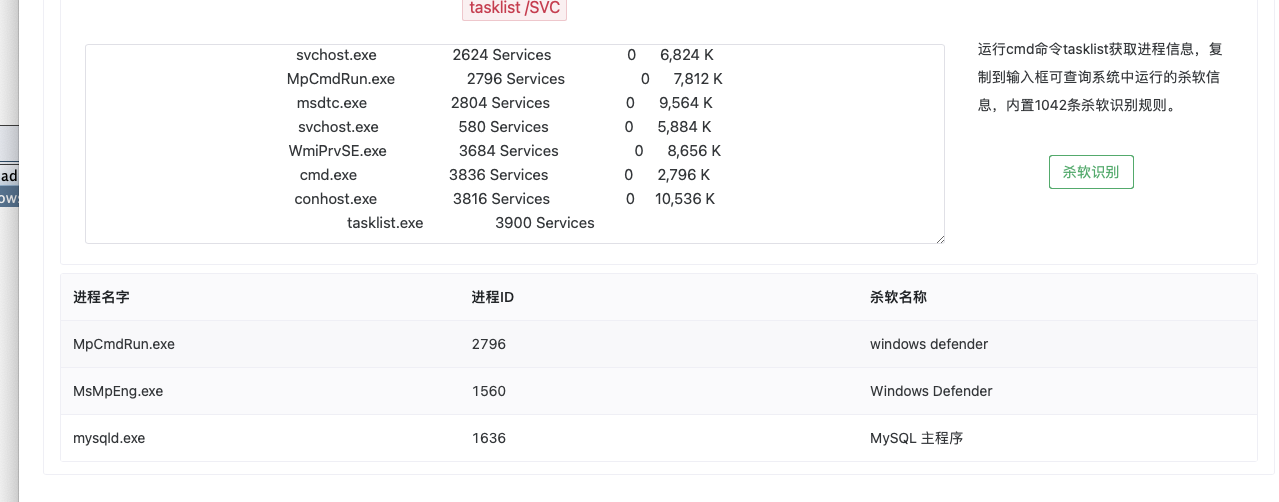 tasklist /SVC
svchost.exe 2624 Services 0 6,824 K
MpCmdRun.exe 2796 Services 0 7,812 K
msdtc.exe 2804 Services 0 9,564 K
svchost.exe 580 Services 0 5,884 K
WmiPrvSE.exe 3684 Services 0 8,656 K
cmd.exe 3836 Services 0 2,796 K
conhost.exe 3816 Services 0 10,536 K
tasklist.exe 3900 Services
运行cmd命令tasklist获取进程信息，复
制到输入框可查询系统中运行的杀软信
息，内置1042条杀软识别规则。
杀软识别
ad
ows
进程名字 进程ID 杀软名称
MpCmdRun.exe 2796 windows defender
MsMpEng.exe 1560 Windows Defender
mysqld.exe 1636 MySQL 主程序